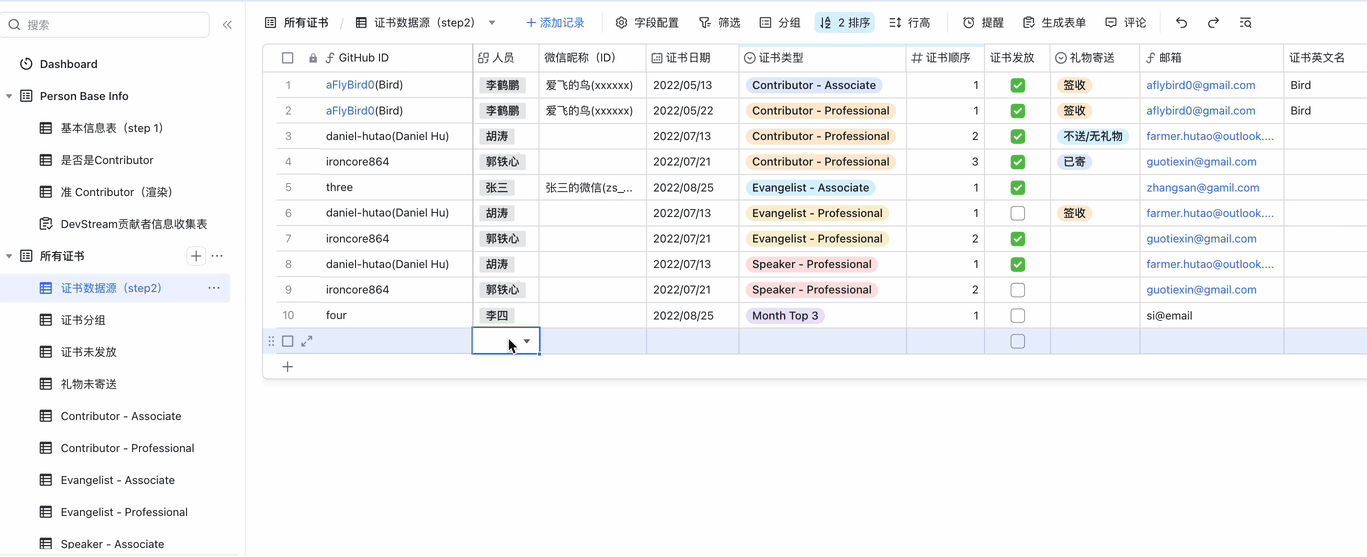 搜索
Dashboard
Person Base Info
基本信息表（step 1）
是否是Contributor
准 Contributor（渲染）
DevStream贡献者信息收集表
所有证书
证书数据源（step2）
证书分组
证书未发放
礼物未寄送
Contributor - Associate
Contributor - Professional
Evangelist - Associate
Evangelist - Professional
Speaker - Associate
所有证书 / 证书数据源（step2） 添加记录 字段配置 筛选 分组 2 排序 行高 提醒 生成表单 评论
GitHub ID 人员 微信昵称（ID） 证书日期 证书类型 证书顺序 证书发放 礼物寄送 邮箱 证书英文名
1 aFlyBird0(Bird) 李鹤鹏 爱飞的鸟(xxxxxx) 2022/05/13 Contributor - Associate 1 签收 aflybird0@gmail.com Bird
2 aFlyBird0(Bird) 李鹤鹏 爱飞的鸟(xxxxxx) 2022/05/22 Contributor - Professional 1 签收 aflybird0@gmail.com Bird
3 daniel-hutao(Daniel Hu) 胡涛 2022/07/13 Contributor - Professional 2 不送/无礼物 farmer.hutao@outlook....
4 ironcore864 郭铁心 2022/07/21 Contributor - Professional 3 已寄 guotiexin@gmail.com
5 three 张三 张三的微信(zs_... 2022/08/25 Evangelist - Associate 1 zhangsan@gamil.com
6 daniel-hutao(Daniel Hu) 胡涛 2022/07/13 Evangelist - Professional 1 签收 farmer.hutao@outlook....
7 ironcore864 郭铁心 2022/07/21 Evangelist - Professional 2 guotiexin@gmail.com
8 daniel-hutao(Daniel Hu) 胡涛 2022/07/13 Speaker - Professional 1 farmer.hutao@outlook....
9 ironcore864 郭铁心 2022/07/21 Speaker - Professional 2 guotiexin@gmail.com
10 four 李四 2022/08/25 Month Top 3 1 si@email